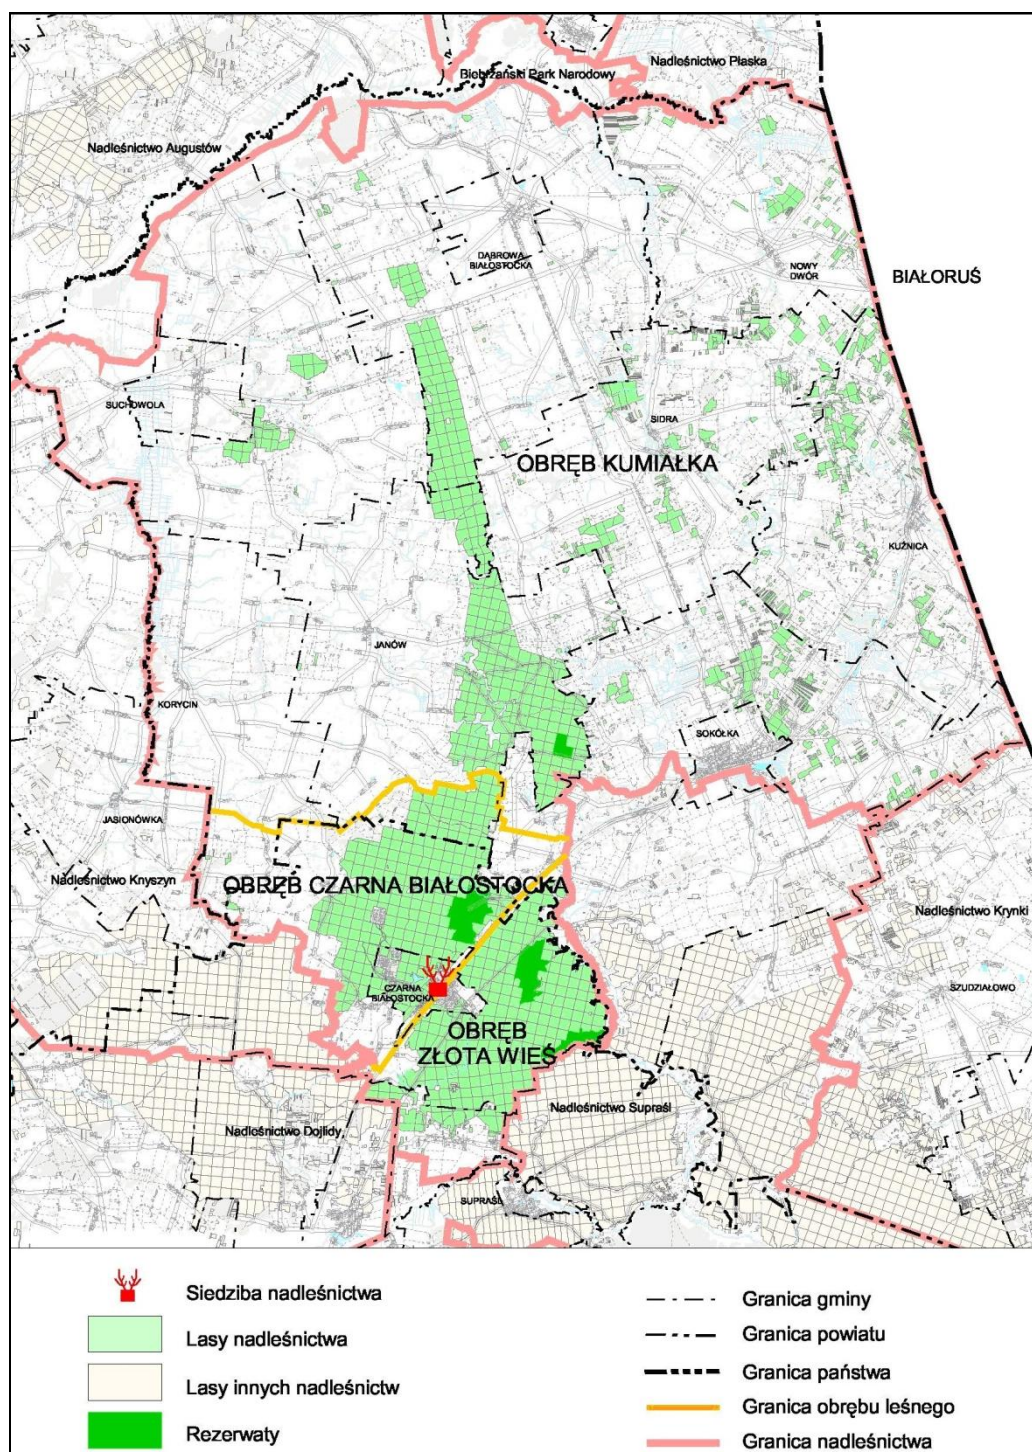 Biebrzański Park Narodowy
Nadleśnictwo Płaska
Nadleśnictwo Augustów
DĄBROWA
BIAŁOSTOCKA
NOWY
DWÓR
BIAŁORUŚ
SUCHOWOLA
SIDRA
OBRĘB KUMIAŁKA
KUŹNICA
JANÓW
KORYCIN
SOKÓŁKA
JASIONÓWKA
Nadleśnictwo Knyszyn
OBRĘB CZARNA BIAŁOSTOCKA
Nadleśnictwo Krynki
CZARNA
BIAŁOSTOCKA
SZUDZIAŁOWO
OBRĘB
ZŁOTA WIEŚ
Nadleśnictwo Supraśl
Nadleśnictwo Dojlidy
SUPRAŚL
Siedziba nadleśnictwa
Lasy nadleśnictwa
Lasy innych nadleśnictw
Rezerwaty
Granica gminy
Granica powiatu
Granica państwa
Granica obrębu leśnego
Granica nadleśnictwa